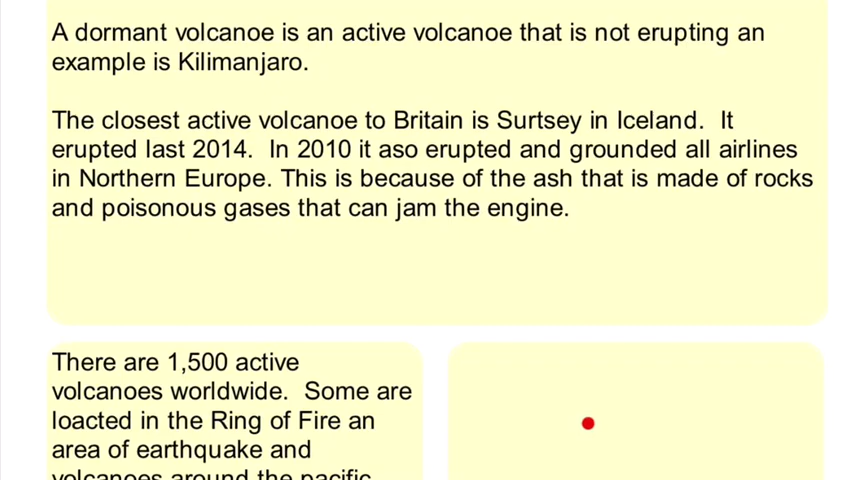 A dormant volcanoe is an active volcanoe that is not erupting an
example is Kilimanjaro.
The closest active volcanoe to Britain is Surtsey in Iceland.  It
erupted last 2014.  In 2010 it aso erupted and grounded all airlines
in Northern Europe. This is because of the ash that is made of rocks
and poisonous gases that can jam the engine.
There are 1,500 active
volcanoes worldwide.  Some are
loacted in the Ring of Fire an
area of earthquake and
volcanoes around the pacific